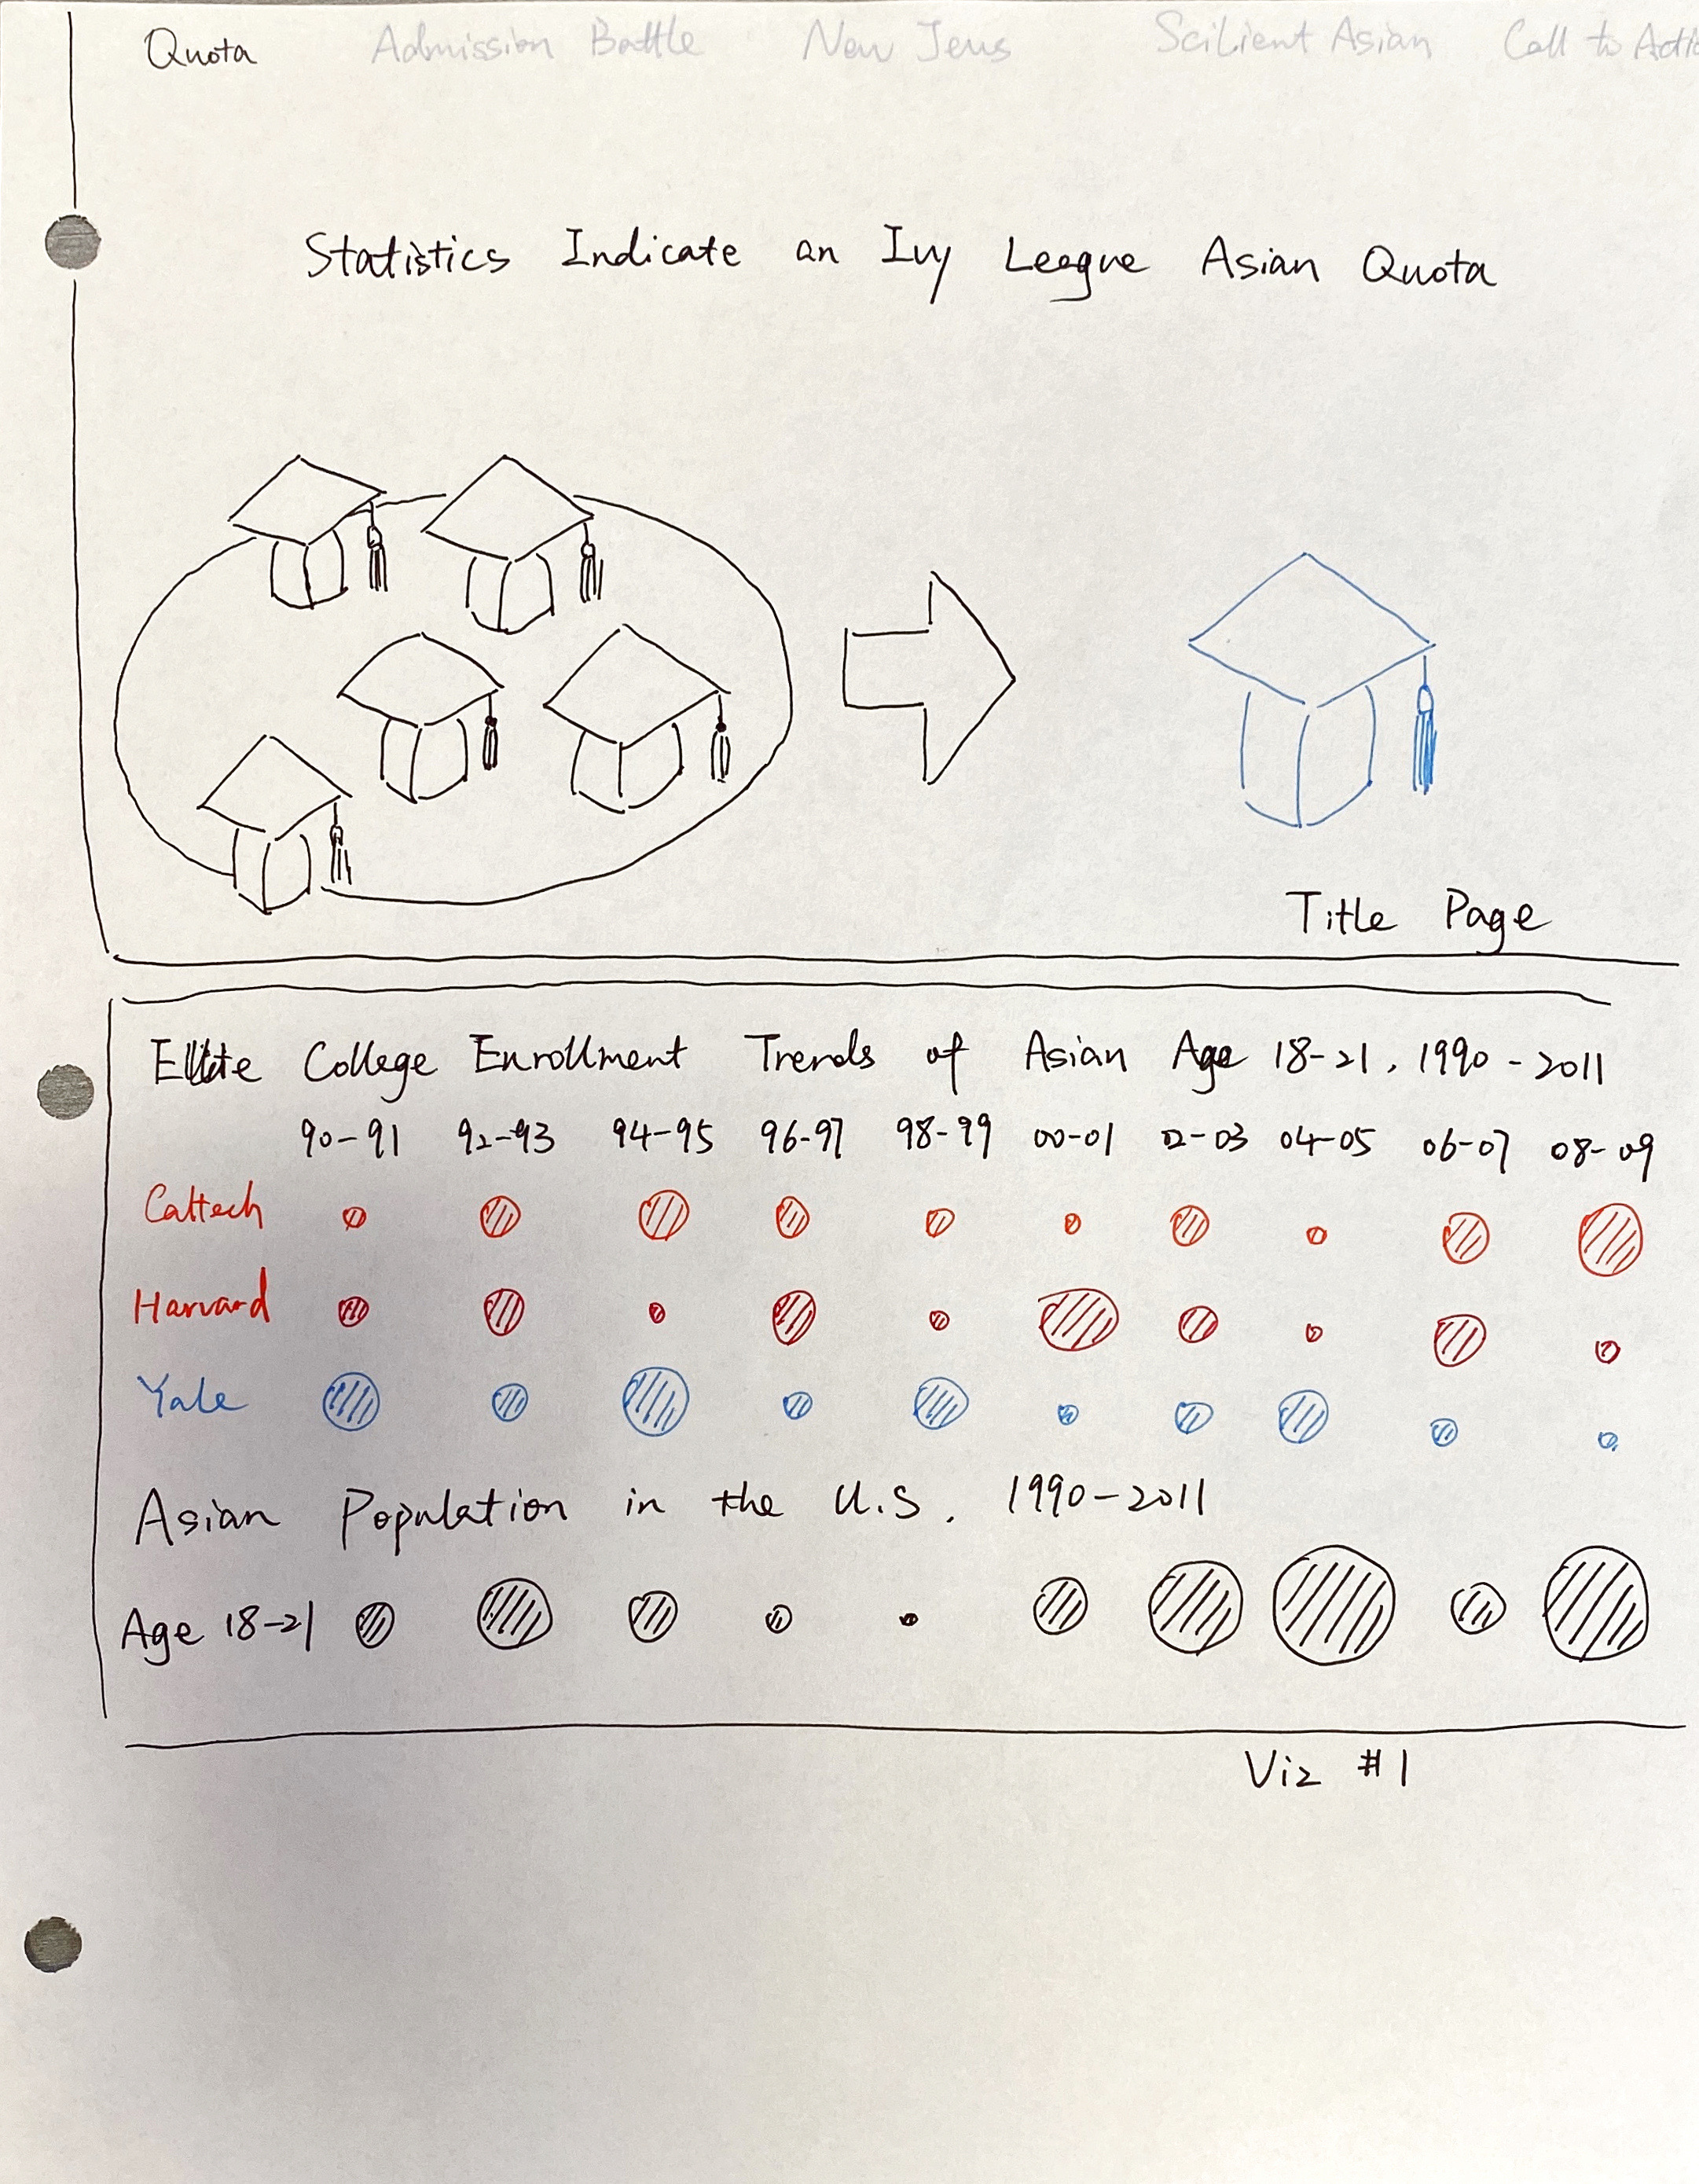 Quota Admission Battle New Jews Scilient Asian Call to Actio
Statistics Indicate an Ivy League Asian Quota
Title Page
Elite College Enrollment Trends of Asian Age 18-21, 1990-2011
90-91 92-93 94-95 96-97 98-99 00-01 02-03 04-05 06-07 08-09
Caltech
Harvard
Yale
Asian Population in the U.S. 1990-2011
Age 18-21
Viz #1